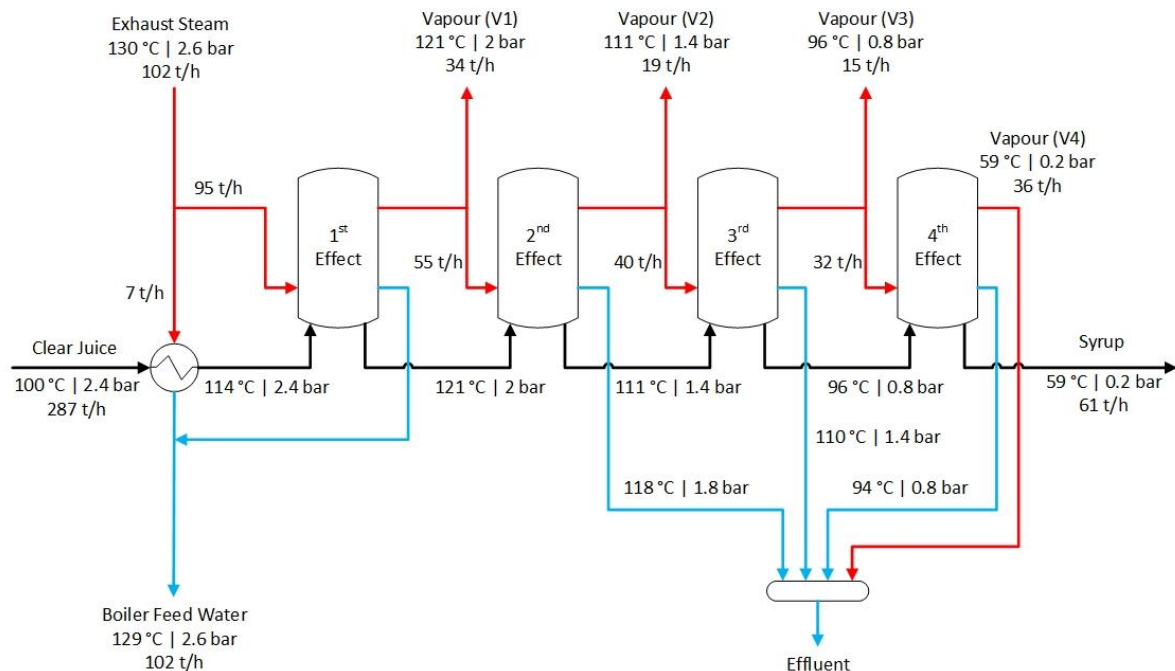 Exhaust Steam
130 °C | 2.6 bar
102 t/h
Vapour (V1)
121 °C | 2 bar
34 t/h
Vapour (V2)
111 °C | 1.4 bar
19 t/h
Vapour (V3)
96 °C | 0.8 bar
15 t/h
Vapour (V4)
59 °C | 0.2 bar
36 t/h
95 t/h
1st
Effect
2nd
Effect
3rd
Effect
4th
Effect
7 t/h
55 t/h
40 t/h
32 t/h
Clear Juice
100 °C | 2.4 bar
287 t/h
114 °C | 2.4 bar
121 °C | 2 bar
111 °C | 1.4 bar
96 °C | 0.8 bar
Syrup
59 °C | 0.2 bar
61 t/h
110 °C | 1.4 bar
118 °C | 1.8 bar
94 °C | 0.8 bar
Boiler Feed Water
129 °C | 2.6 bar
102 t/h
Effluent